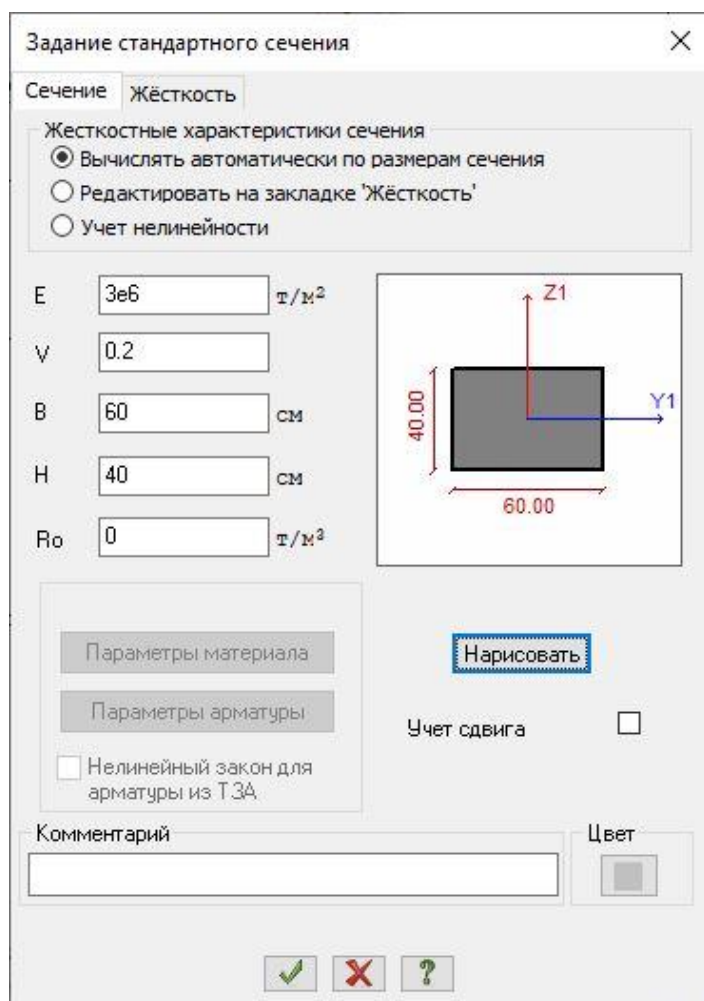 Задание стандартного сечения
Сечение Жёсткость
Жесткостные характеристики сечения
Вычислять автоматически по размерам сечения
Редактировать на закладке 'Жёсткость'
Учет нелинейности
E 3e6 т/м²
V 0.2
B 60 см
H 40 см
Ro 0 т/м³
Z1
Y1
40.00
60.00
Параметры материала
Параметры арматуры
Нелинейный закон для
арматуры из ТЗА
Нарисовать
Учет сдвига
Комментарий
Цвет
?